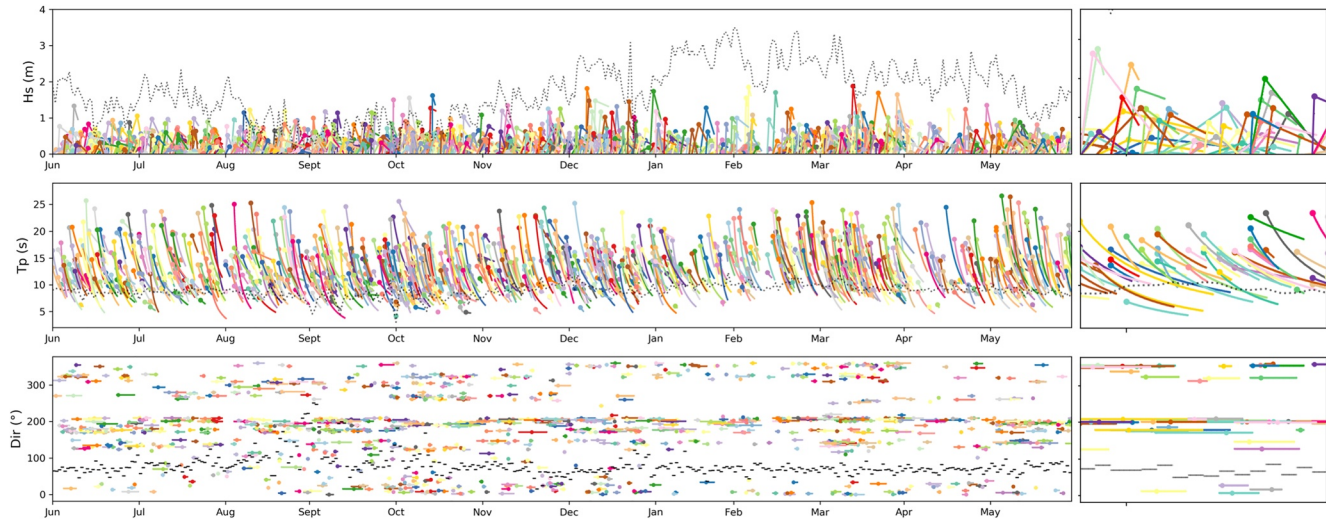 Hs (m)
4
3
2
1
0
Jun Jul Aug Sept Oct Nov Dec Jan Feb Mar Apr May
Tp (s)
25
20
15
10
5
Jun Jul Aug Sept Oct Nov Dec Jan Feb Mar Apr May
Dir (°)
300
200
100
0
Jun Jul Aug Sept Oct Nov Dec Jan Feb Mar Apr May